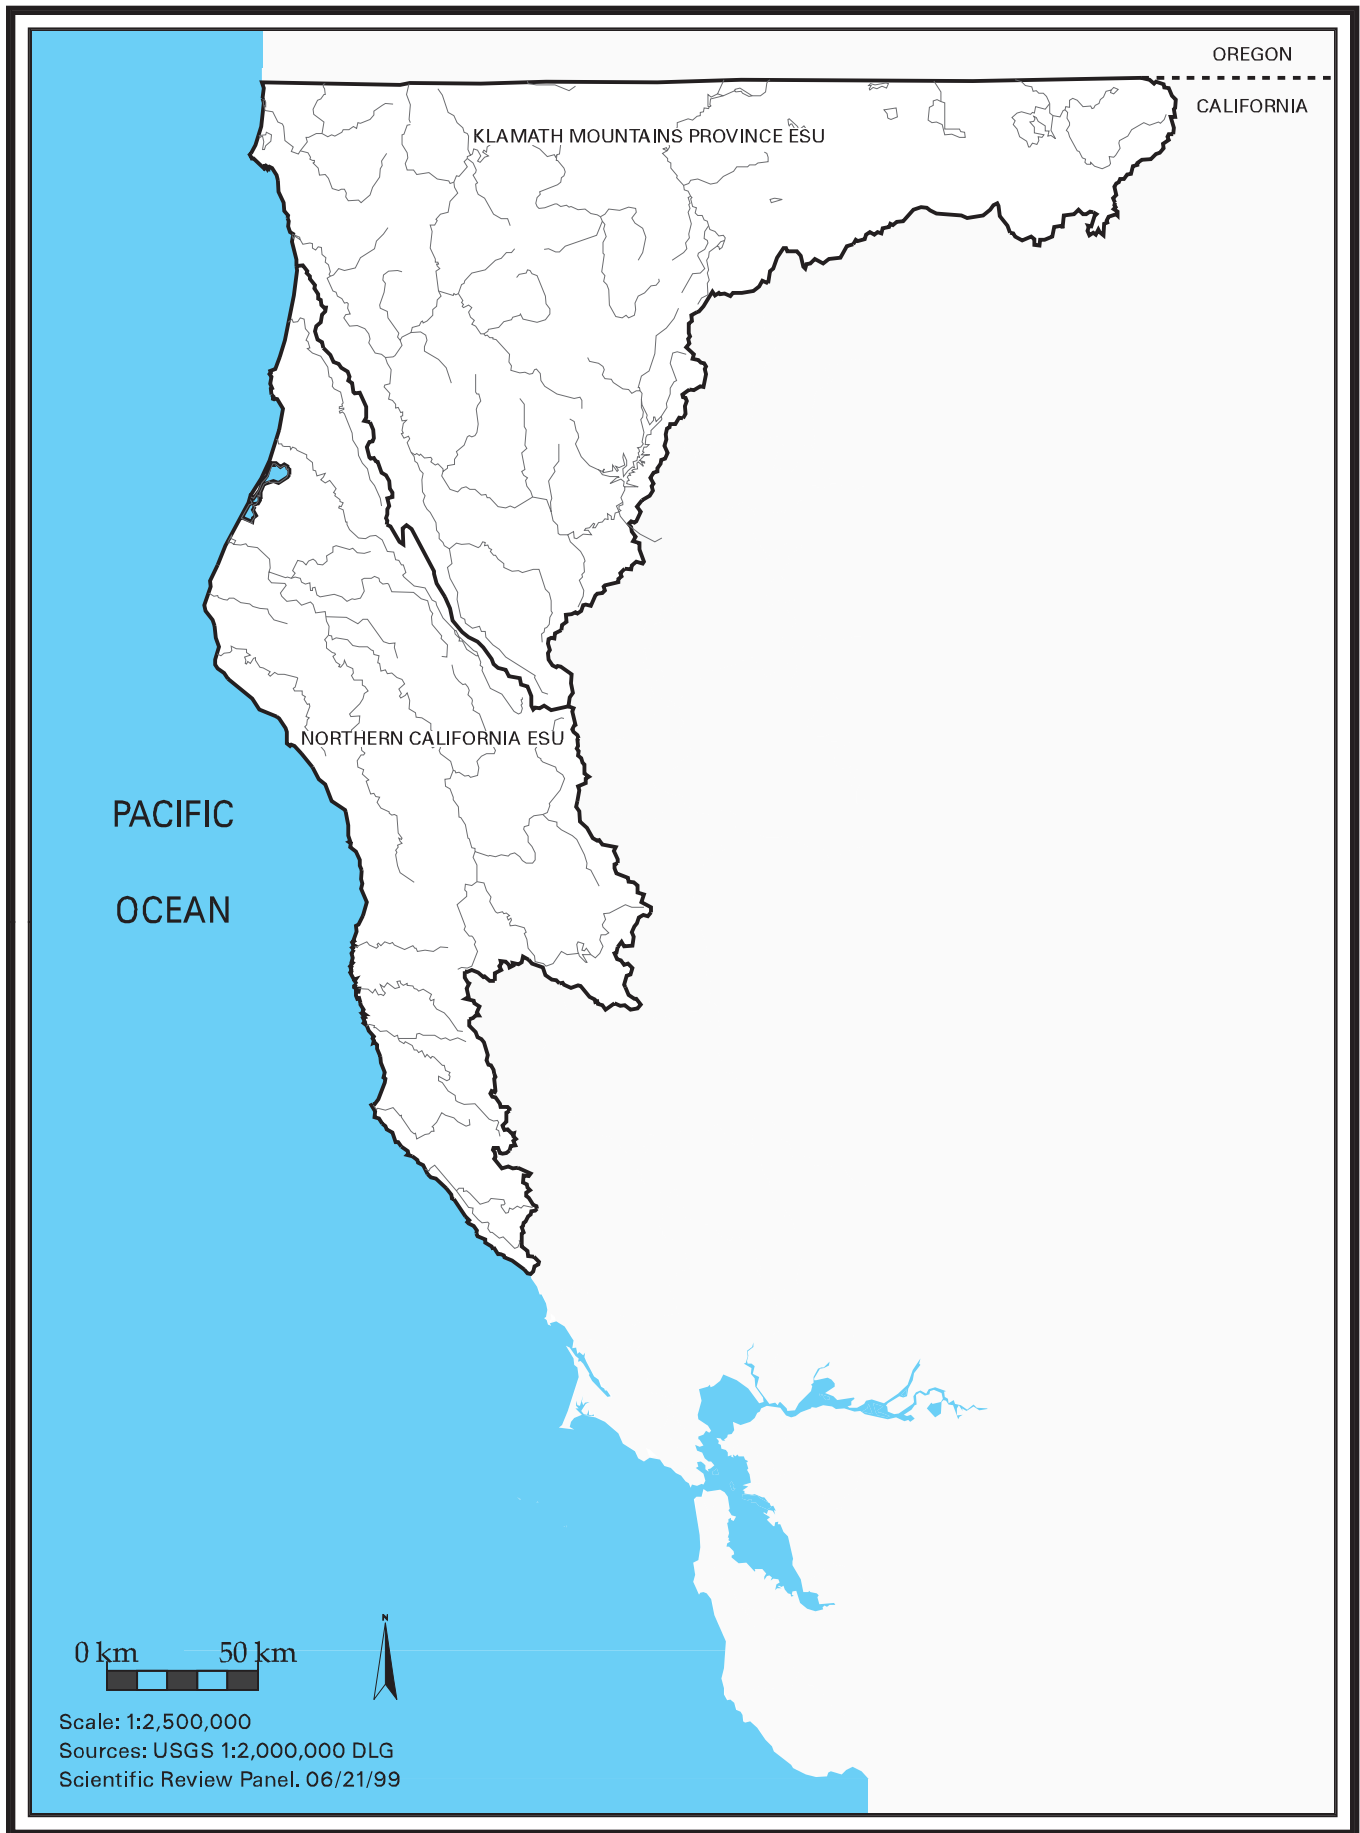 OREGON
CALIFORNIA
KLAMATH MOUNTAINS PROVINCE ESU
NORTHERN CALIFORNIA ESU
PACIFIC
OCEAN
N
0 km 50 km
Scale: 1:2,500,000
Sources: USGS 1:2,000,000 DLG
Scientific Review Panel. 06/21/99